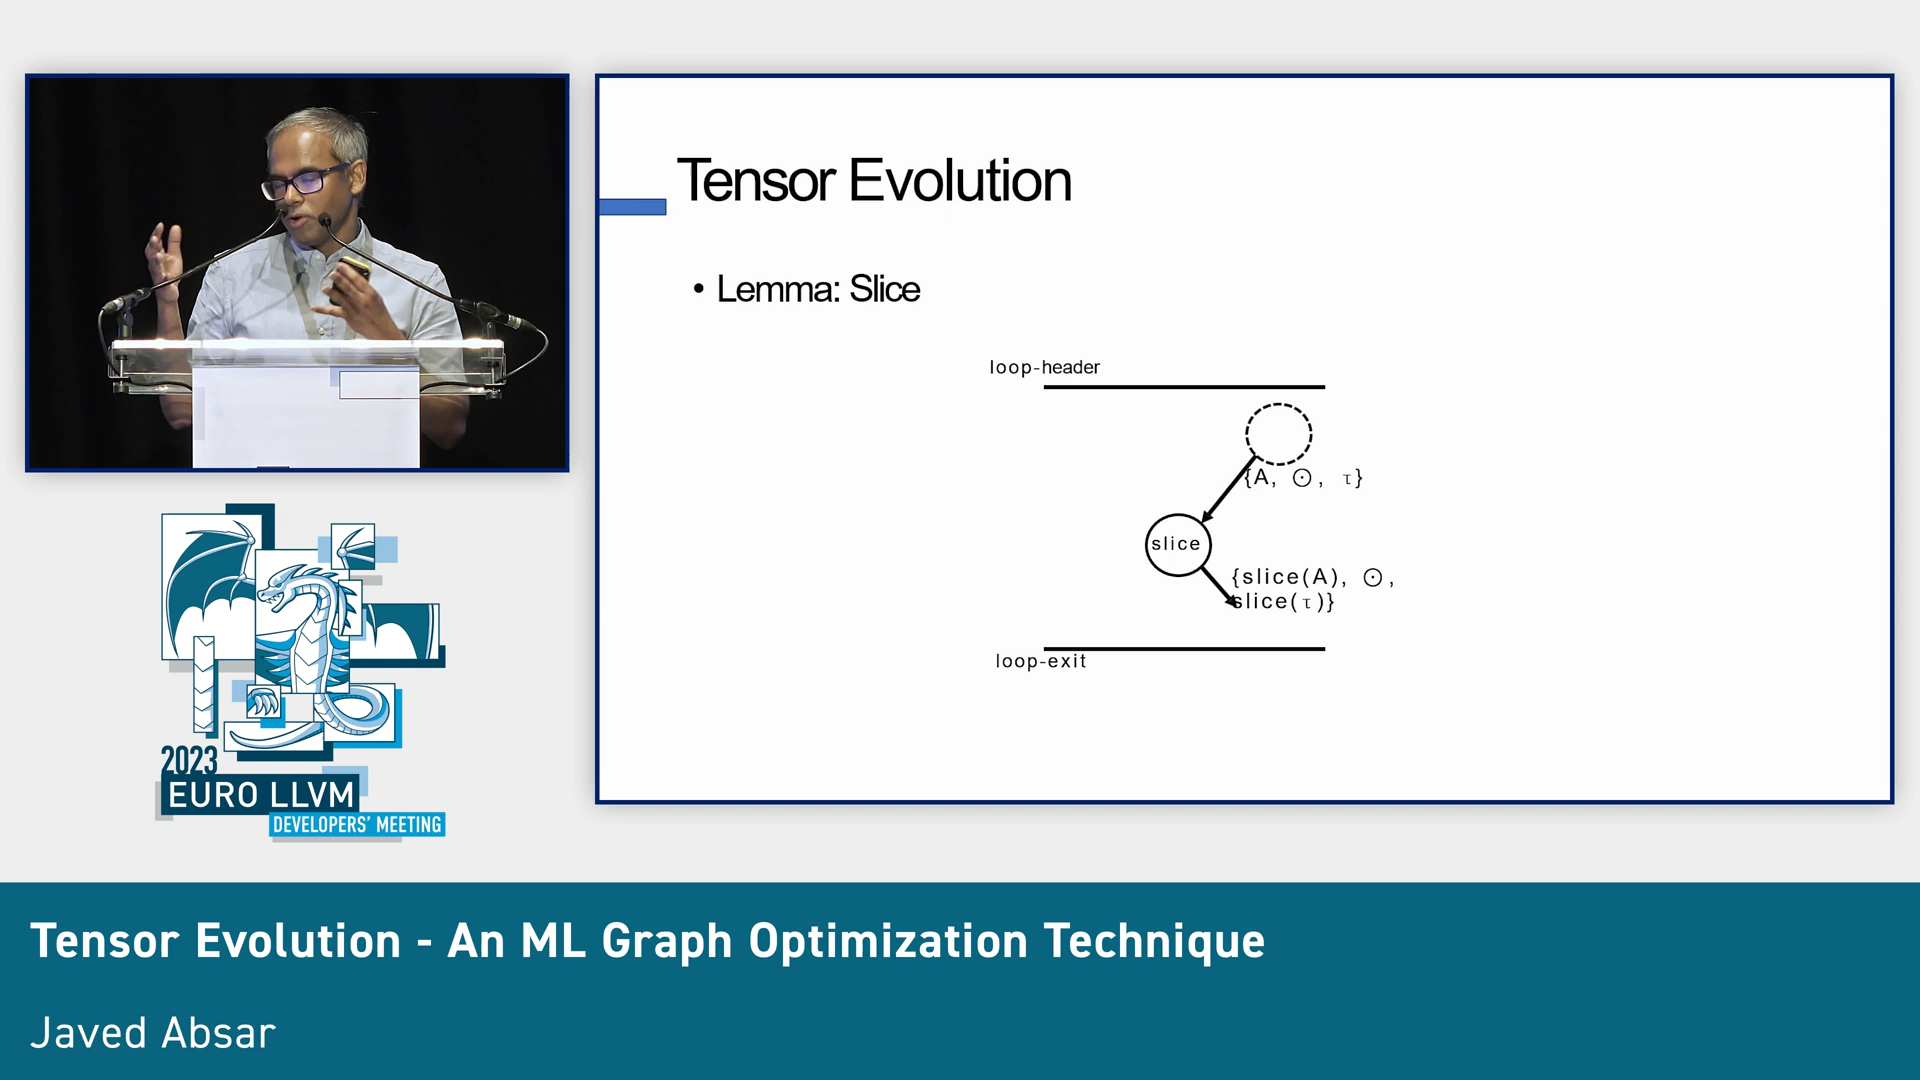 Tensor Evolution
• Lemma: Slice
loop-header
{A, ⊙, τ}
slice
{slice(A), ⊙,
slice(τ)}
loop-exit
2023
EURO LLVM
DEVELOPERS' MEETING
Tensor Evolution - An ML Graph Optimization Technique
Javed Absar